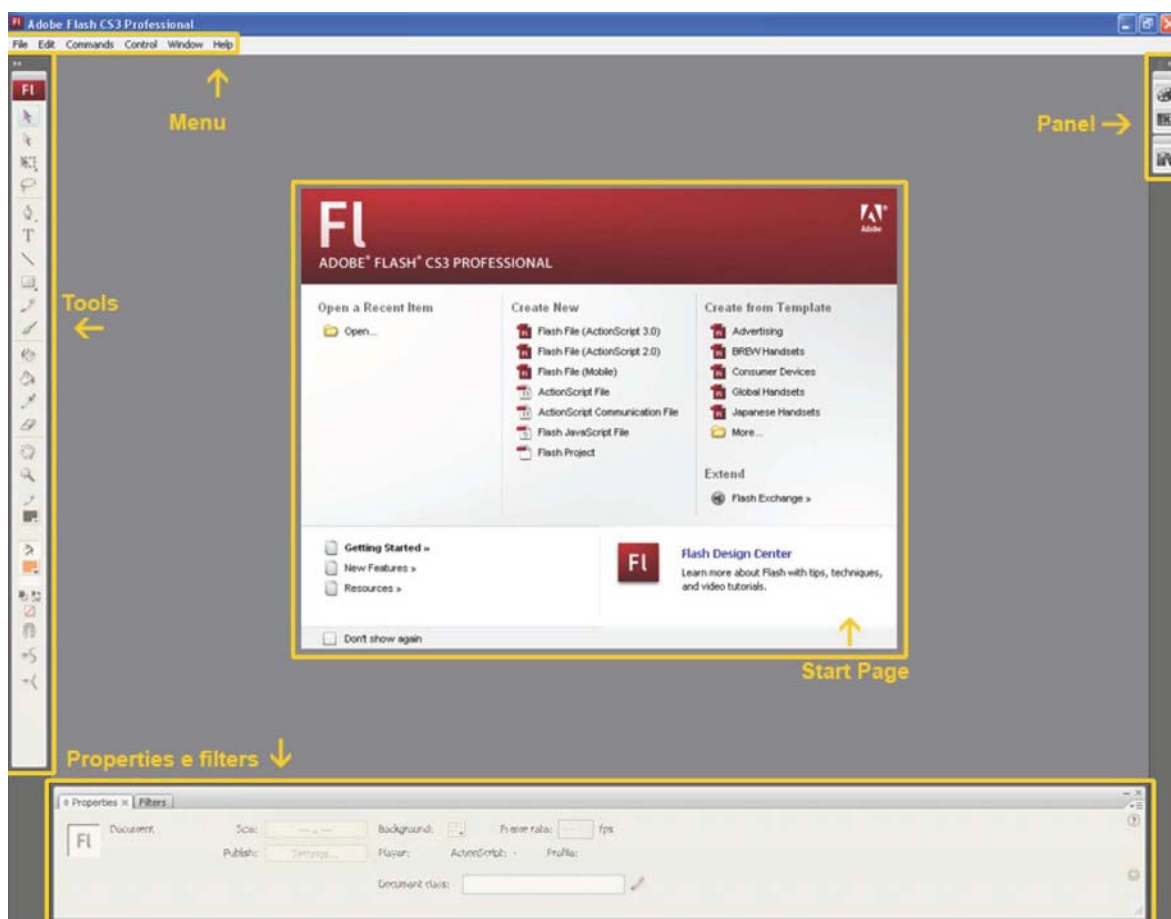 Adobe Flash CS3 Professional
File Edit Commands Control Window Help
Menu
Panel
Fl
T
Tools
Fl
Adobe
ADOBE® FLASH® CS3 PROFESSIONAL
Open a Recent Item
Open...
Create New
Flash File (ActionScript 3.0)
Flash File (ActionScript 2.0)
Flash File (Mobile)
ActionScript File
ActionScript Communication File
Flash JavaScript File
Flash Project
Create from Template
Advertising
BREW Handsets
Consumer Devices
Global Handsets
Japanese Handsets
More...
Extend
Flash Exchange »
Getting Started »
New Features »
Resources »
Fl
Flash Design Center
Learn more about Flash with tips, techniques,
and video tutorials.
Don't show again
Start Page
Properties e filters
Properties × Filters
Fl
Document Size: Background: Frame rate: fps
Publish: Settings... Player: ActionScript: Profile:
Document class: